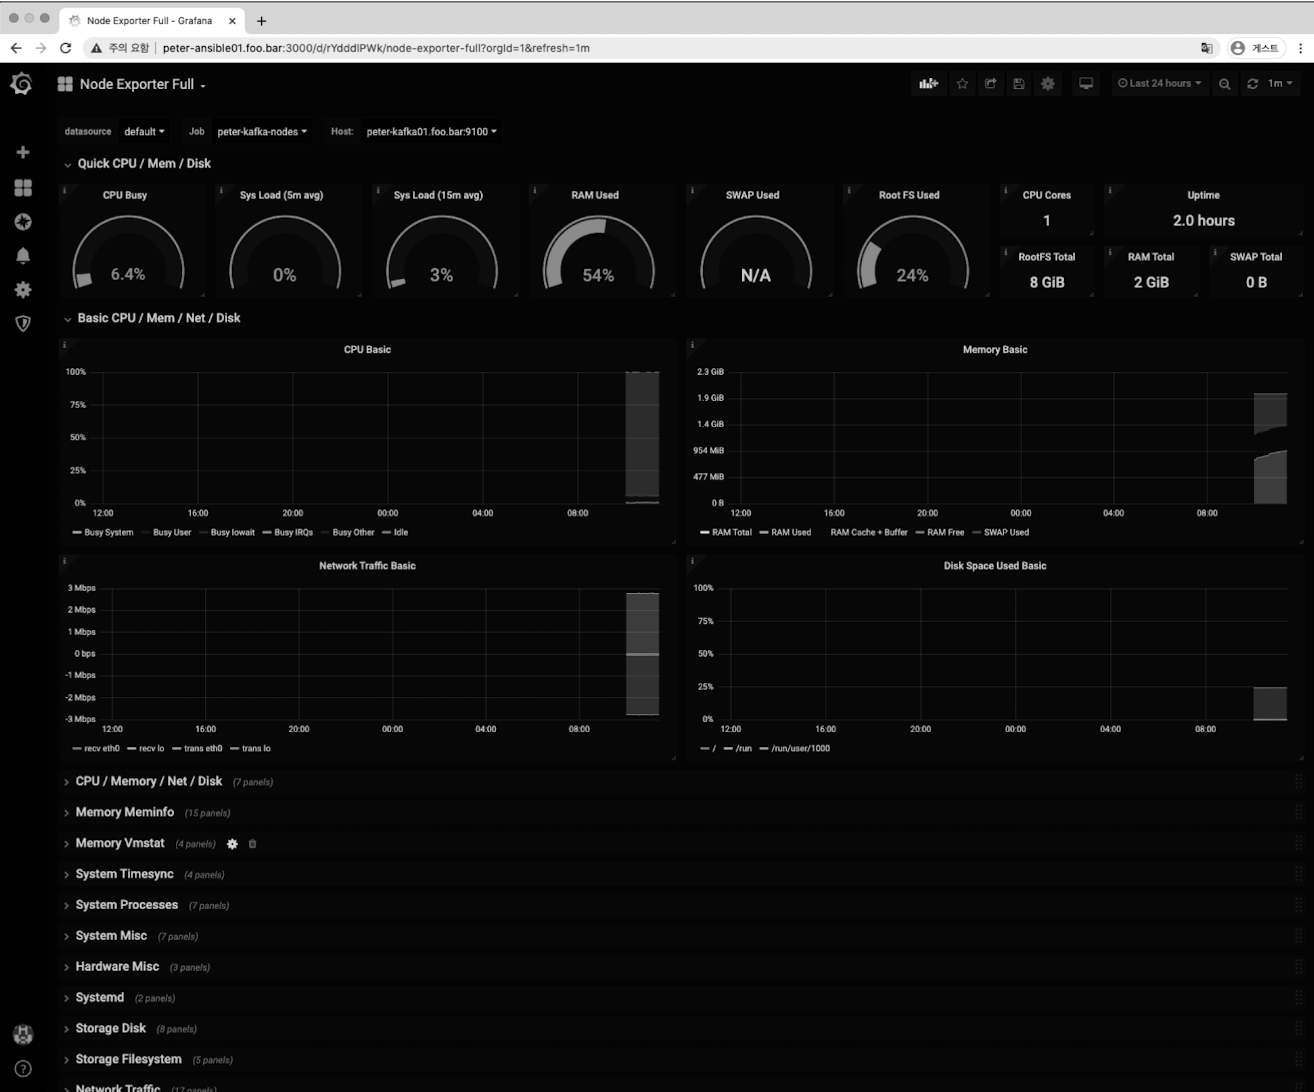 Node Exporter Full - Grafana
주의 요함 peter-ansible01.foo.bar:3000/d/rYdddlPWk/node-exporter-full?orgId=1&refresh=1m 게스트
Node Exporter Full Last 24 hours 1m
datasource default Job peter-kafka-nodes Host: peter-kafka01.foo.bar:9100
Quick CPU / Mem / Disk
CPU Busy Sys Load (5m avg) Sys Load (15m avg) RAM Used SWAP Used Root FS Used CPU Cores Uptime
1 2.0 hours
RootFS Total RAM Total SWAP Total
6.4% 0% 3% 54% N/A 24% 8 GiB 2 GiB 0 B
Basic CPU / Mem / Net / Disk
CPU Basic
100%
75%
50%
25%
0%
12:00 16:00 20:00 00:00 04:00 08:00
Busy System Busy User Busy Iowait Busy IRQs Busy Other Idle
Memory Basic
2.3 GiB
1.9 GiB
1.4 GiB
954 MiB
477 MiB
0 B
12:00 16:00 20:00 00:00 04:00 08:00
RAM Total RAM Used RAM Cache + Buffer RAM Free SWAP Used
Network Traffic Basic
3 Mbps
2 Mbps
1 Mbps
0 bps
-1 Mbps
-2 Mbps
-3 Mbps
12:00 16:00 20:00 00:00 04:00 08:00
recv eth0 recv lo trans eth0 trans lo
Disk Space Used Basic
100%
75%
50%
25%
0%
12:00 16:00 20:00 00:00 04:00 08:00
/ /run /run/user/1000
CPU / Memory / Net / Disk (7 panels)
Memory Meminfo (15 panels)
Memory Vmstat (4 panels)
System Timesync (4 panels)
System Processes (7 panels)
System Misc (7 panels)
Hardware Misc (3 panels)
Systemd (2 panels)
Storage Disk (8 panels)
Storage Filesystem (5 panels)
Network Traffic (17 panels)